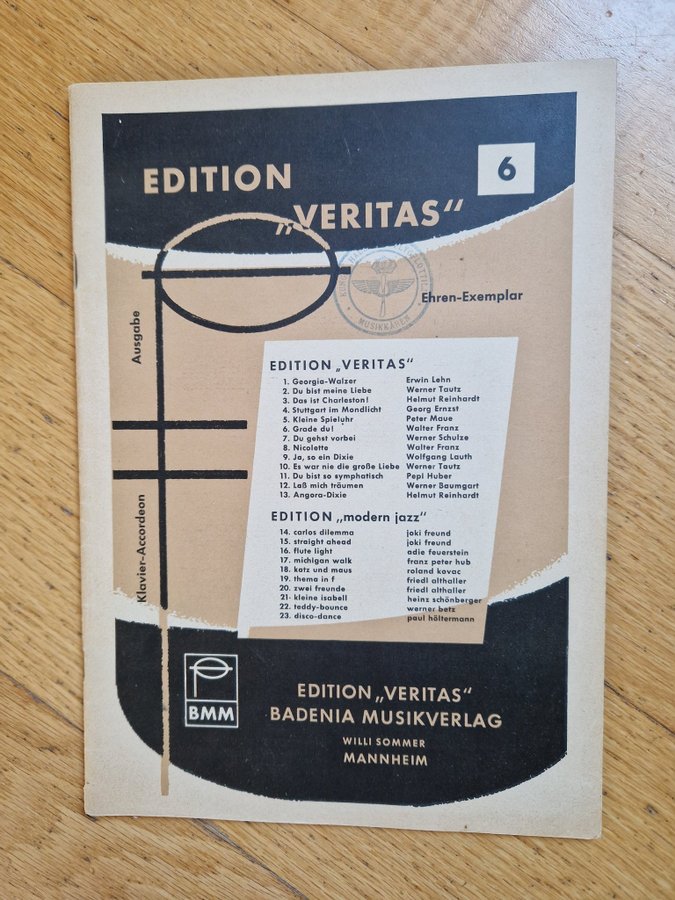 EDITION
„VERITAS“
6
Ehren-Exemplar
MUSIKKAMEN
Ausgabe
Klavier-Accordeon
EDITION „VERITAS“
1. Georgia-Walzer Erwin Lehn
2. Du bist meine Liebe Werner Tautz
3. Das ist Charleston! Helmut Reinhardt
4. Stuttgart im Mondlicht Georg Ernzst
5. Kleine Spieluhr Peter Maue
6. Grade du! Walter Franz
7. Du gehst vorbei Werner Schulze
8. Nicolette Walter Franz
9. Ja, so ein Dixie Wolfgang Lauth
10. Es war nie die große Liebe Werner Tautz
11. Du bist so symphatisch Pepi Huber
12. Laß mich träumen Werner Baumgart
13. Angora-Dixie Helmut Reinhardt
EDITION „modern jazz“
14. carlos dilemma joki freund
15. straight ahead joki freund
16. flute light adie feuerstein
17. michigan walk franz peter hub
18. katz und maus roland kovac
19. thema in f friedl althaller
20. zwei freunde friedl althaller
21. kleine isabell heinz schönberger
22. teddy-bounce werner betz
23. disco-dance paul höltermann
BMM
EDITION „VERITAS“
BADENIA MUSIKVERLAG
WILLI SOMMER
MANNHEIM